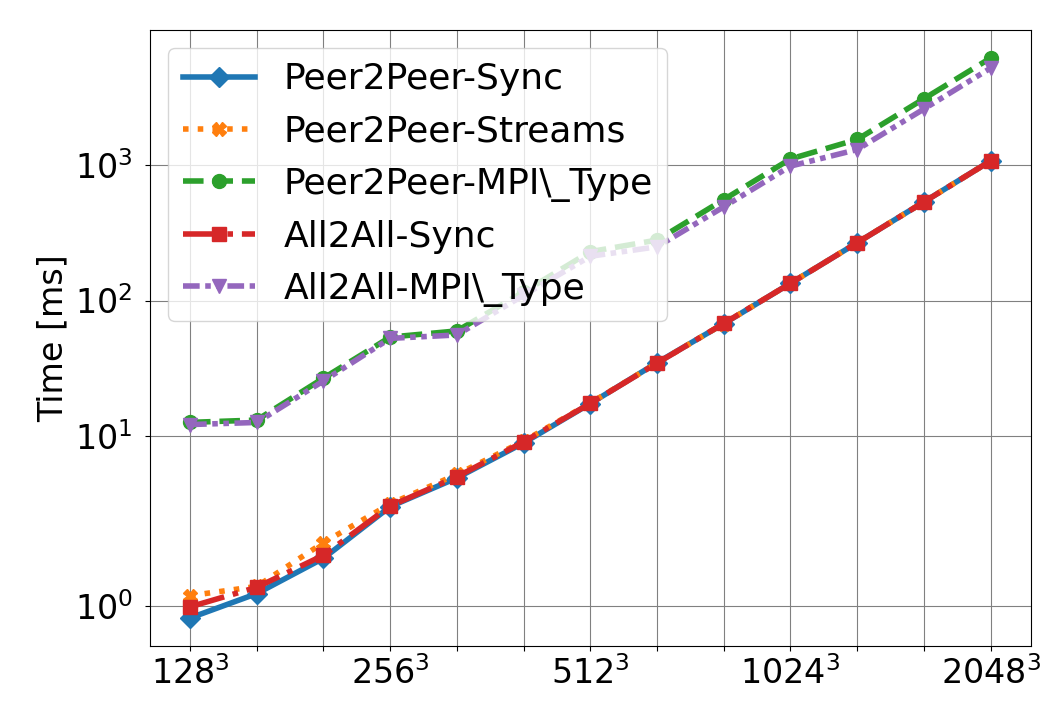 Peer2Peer-Sync
Peer2Peer-Streams
Peer2Peer-MPI\_Type
All2All-Sync
All2All-MPI\_Type
Time [ms]
10³
10²
10¹
10⁰
128³ 256³ 512³ 1024³ 2048³